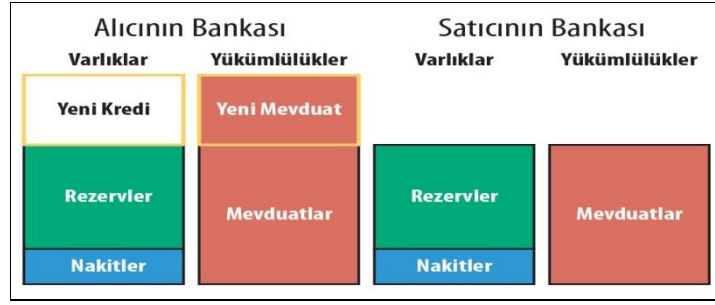 Alıcının Bankası
Satıcının Bankası
Varlıklar
Yükümlülükler
Varlıklar
Yükümlülükler
Yeni Kredi
Yeni Mevduat
Rezervler
Mevduatlar
Rezervler
Mevduatlar
Nakitler
Nakitler